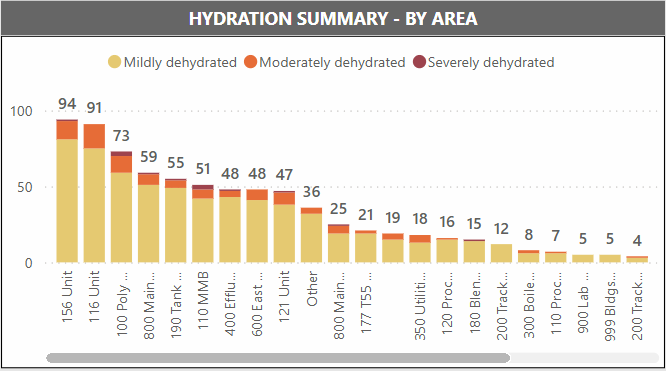 HYDRATION SUMMARY - BY AREA
Mildly dehydrated Moderately dehydrated Severely dehydrated
100
50
0
94 91 73 59 55 51 48 48 47 36 25 21 19 18 16 15 12 8 7 5 5 4
156 Unit
116 Unit
100 Poly ...
800 Main...
190 Tank ...
110 MMB
400 Efflu...
600 East ...
121 Unit
Other
800 Main...
177 T55 ...
350 Utiliti...
120 Proc...
180 Blen...
200 Track...
300 Boile...
110 Proc...
900 Lab ...
999 Bldgs...
200 Track...